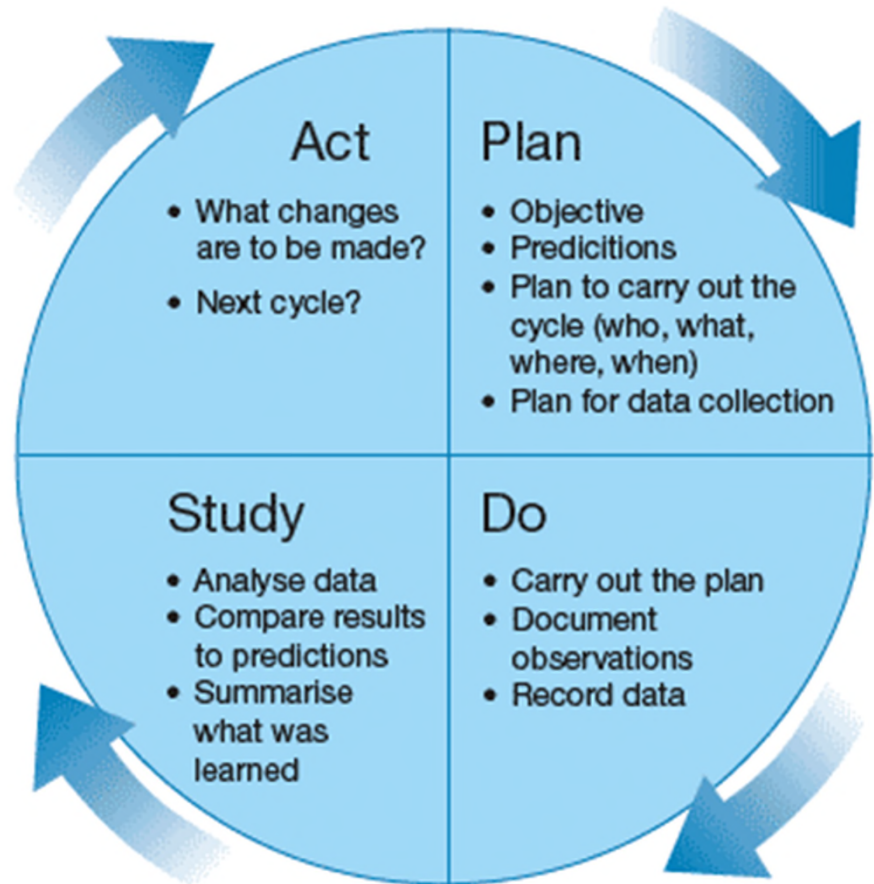 Act
• What changes
are to be made?
• Next cycle?
Plan
• Objective
• Predicitions
• Plan to carry out the
cycle (who, what,
where, when)
• Plan for data collection
Study
• Analyse data
• Compare results
to predictions
• Summarise
what was
learned
Do
• Carry out the plan
• Document
observations
• Record data